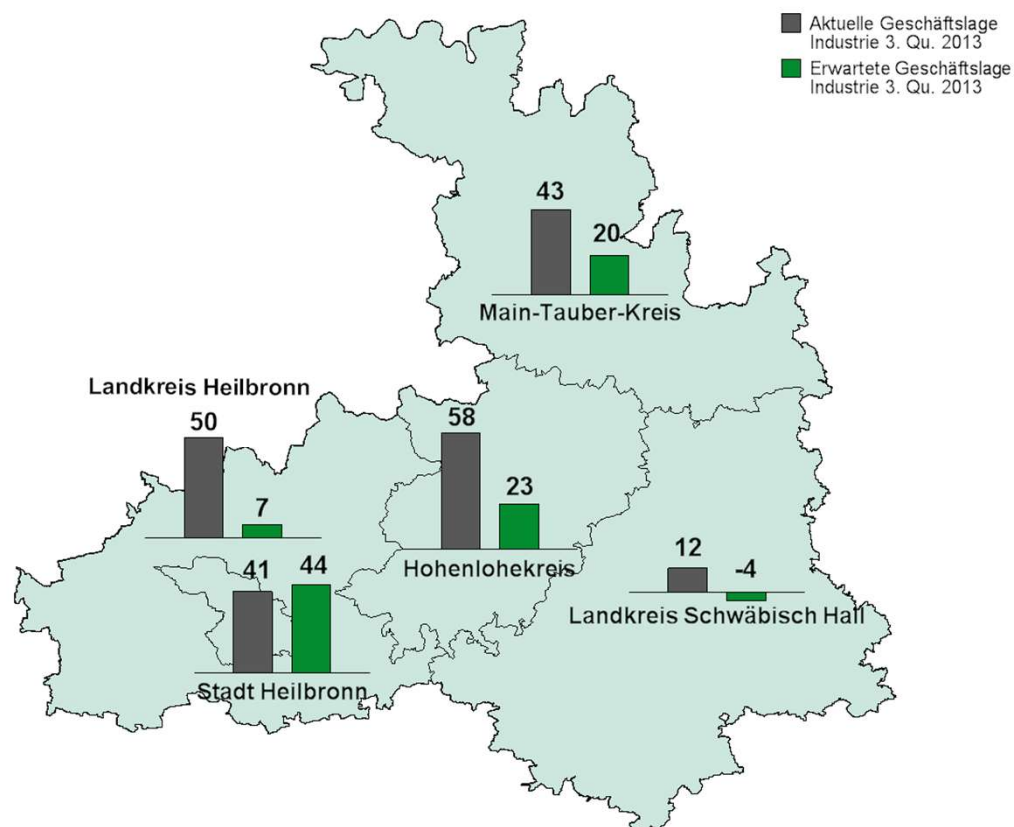 Aktuelle Geschäftslage
Industrie 3. Qu. 2013
Erwartete Geschäftslage
Industrie 3. Qu. 2013
43
20
Main-Tauber-Kreis
Landkreis Heilbronn
50
7
58
23
Hohenlohekreis
41
44
Stadt Heilbronn
12
-4
Landkreis Schwäbisch Hall